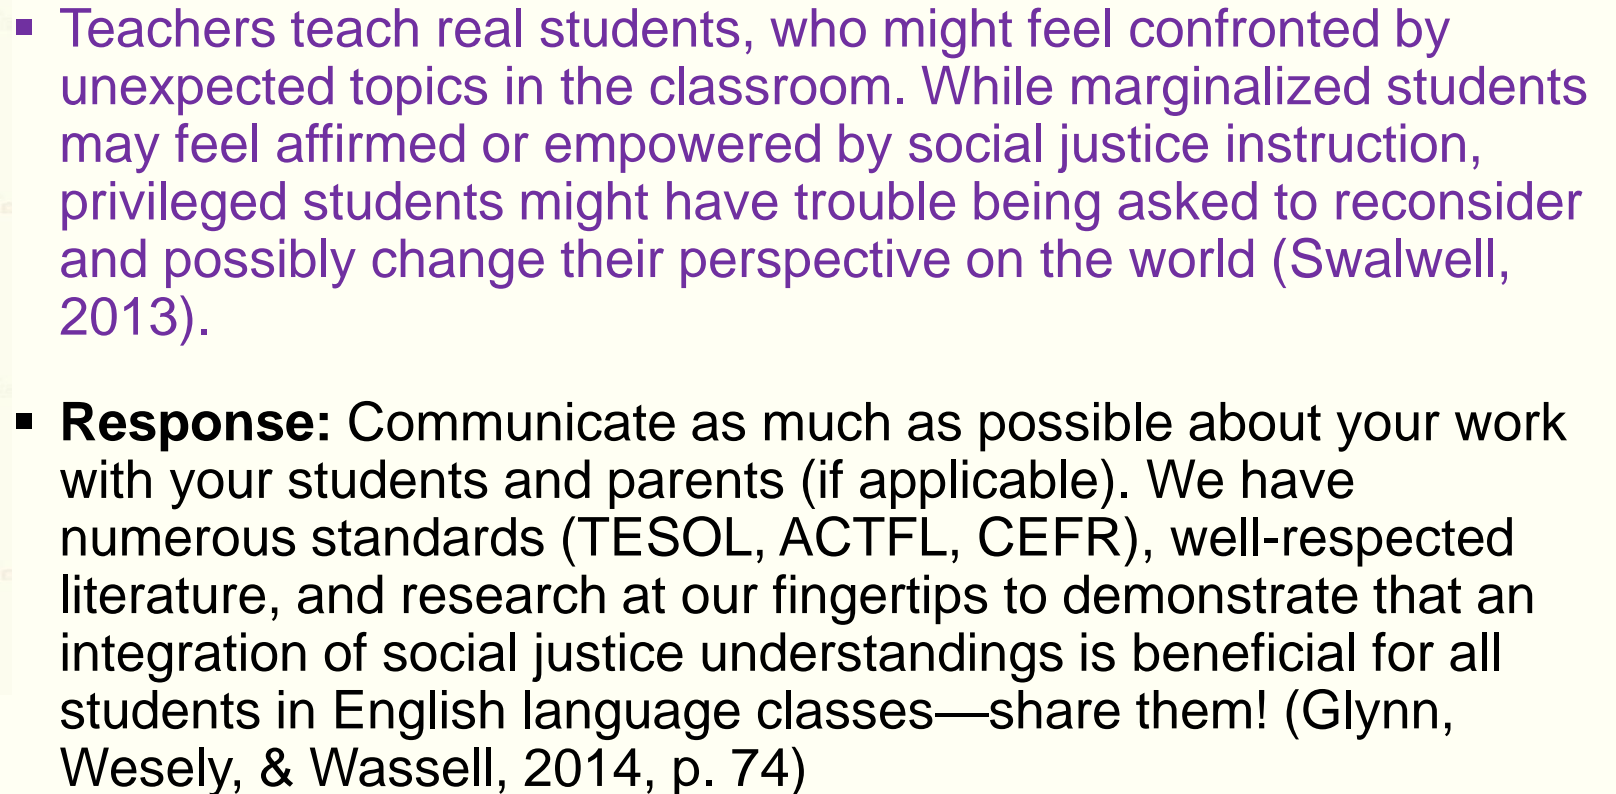 ▪ Teachers teach real students, who might feel confronted by
unexpected topics in the classroom. While marginalized students
may feel affirmed or empowered by social justice instruction,
privileged students might have trouble being asked to reconsider
and possibly change their perspective on the world (Swalwell,
2013).
▪ Response: Communicate as much as possible about your work
with your students and parents (if applicable). We have
numerous standards (TESOL, ACTFL, CEFR), well-respected
literature, and research at our fingertips to demonstrate that an
integration of social justice understandings is beneficial for all
students in English language classes—share them! (Glynn,
Wesely, & Wassell, 2014, p. 74)